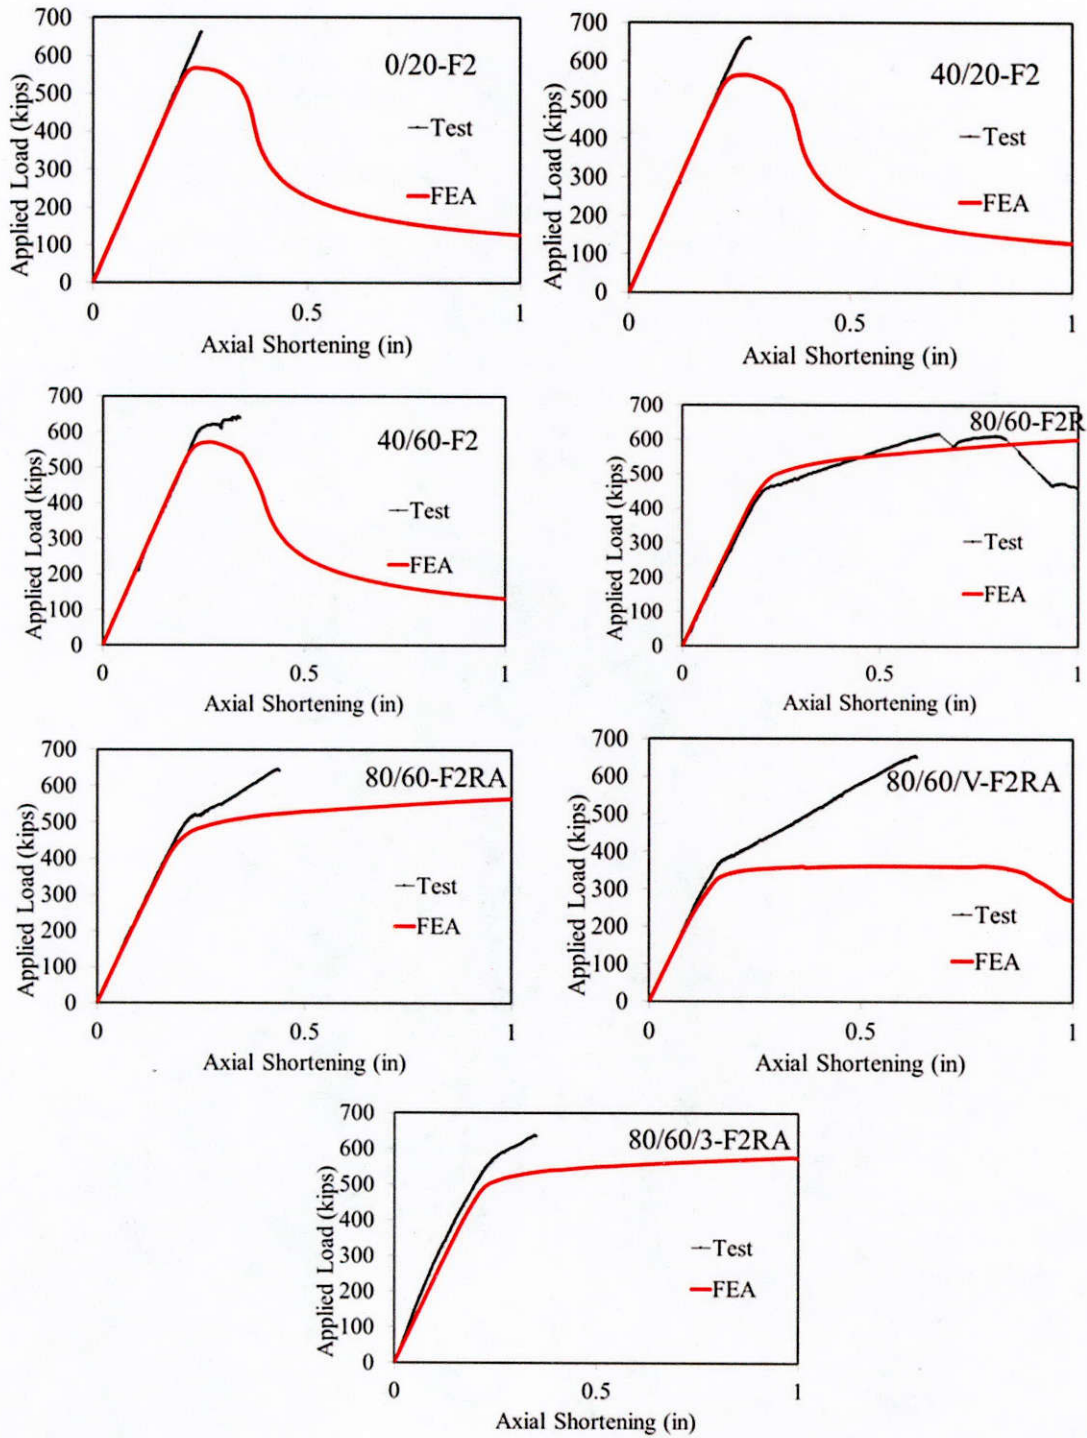 700
600
500
400
300
200
100
0
Applied Load (kips)
0/20-F2
Test
FEA
0
0.5
1
Axial Shortening (in)
700
600
500
400
300
200
100
0
Applied Load (kips)
40/20-F2
Test
FEA
0
0.5
1
Axial Shortening (in)
700
600
500
400
300
200
100
0
Applied Load (kips)
40/60-F2
Test
FEA
0
0.5
1
Axial Shortening (in)
700
600
500
400
300
200
100
0
Applied Load (kips)
80/60-F2R
Test
FEA
0
0.5
1
Axial Shortening (in)
700
600
500
400
300
200
100
0
Applied Load (kips)
80/60-F2RA
Test
FEA
0
0.5
1
Axial Shortening (in)
700
600
500
400
300
200
100
0
Applied Load (kips)
80/60/V-F2RA
Test
FEA
0
0.5
1
Axial Shortening (in)
700
600
500
400
300
200
100
0
Applied Load (kips)
80/60/3-F2RA
Test
FEA
0
0.5
1
Axial Shortening (in)